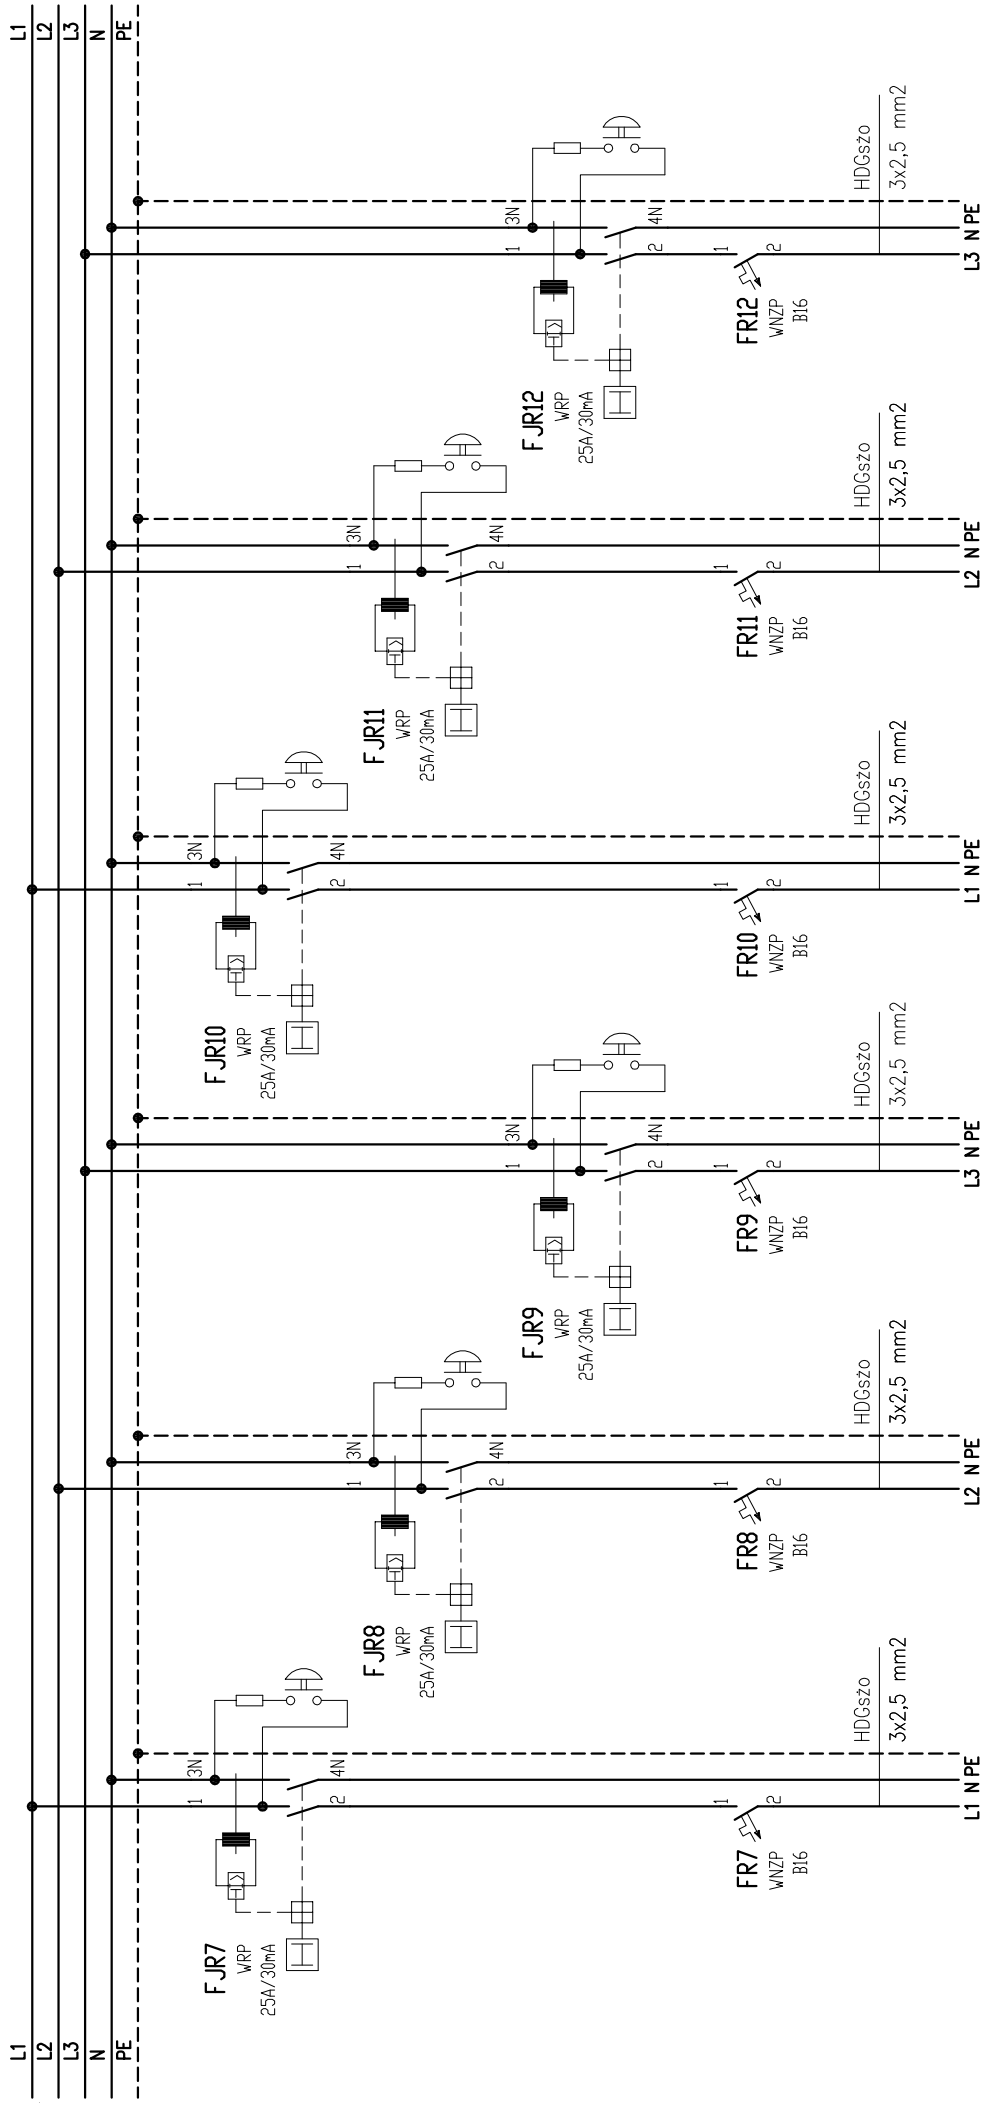 L1
L2
L3
N
PE
FJR7
WRP
25A/30mA
1
3N
2
4N
1
2
FR7
WNZP
B16
HDGsżo
3x2,5 mm2
L1 N PE
FJR8
WRP
25A/30mA
1
3N
2
4N
1
2
FR8
WNZP
B16
HDGsżo
3x2,5 mm2
L2 N PE
FJR9
WRP
25A/30mA
1
3N
2
4N
1
2
FR9
WNZP
B16
HDGsżo
3x2,5 mm2
L3 N PE
FJR10
WRP
25A/30mA
1
3N
2
4N
1
2
FR10
WNZP
B16
HDGsżo
3x2,5 mm2
L1 N PE
FJR11
WRP
25A/30mA
1
3N
2
4N
1
2
FR11
WNZP
B16
HDGsżo
3x2,5 mm2
L2 N PE
FJR12
WRP
25A/30mA
1
3N
2
4N
1
2
FR12
WNZP
B16
HDGsżo
3x2,5 mm2
L3 N PE
L1
L2
L3
N
PE